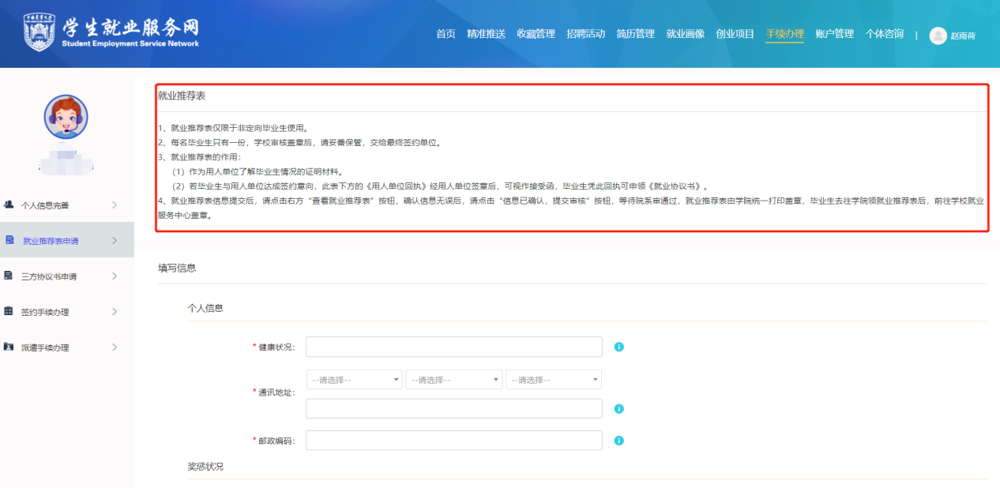 学生就业服务网
Student Employment Service Network
首页 精准推送 收藏管理 招聘活动 简历管理 就业画像 创业项目 手续办理 账户管理 个体咨询 | 赵雨荷
个人信息完善
就业推荐表申请
三方协议书申请
签约手续办理
派遣手续办理
就业推荐表
1、就业推荐表仅限于非定向毕业生使用。
2、每名毕业生只有一份，学校审核盖章后，请妥善保管，交给最终签约单位。
3、就业推荐表的作用：
（1）作为用人单位了解毕业生情况的证明材料。
（2）若毕业生与用人单位达成签约意向，此表下方的《用人单位回执》经用人单位签章后，可视作接受函，毕业生凭此回执可申领《就业协议书》。
4、就业推荐表信息提交后，请点击右方“查看就业推荐表”按钮，确认信息无误后，请点击“信息已确认，提交审核”按钮，等待院系审通过，就业推荐表由学院统一打印盖章，毕业生去往学院领就业推荐表后，前往学校就业
服务中心盖章。
填写信息
个人信息
*健康状况：
--请选择-- --请选择-- --请选择--
*通讯地址：
*邮政编码：
奖惩状况